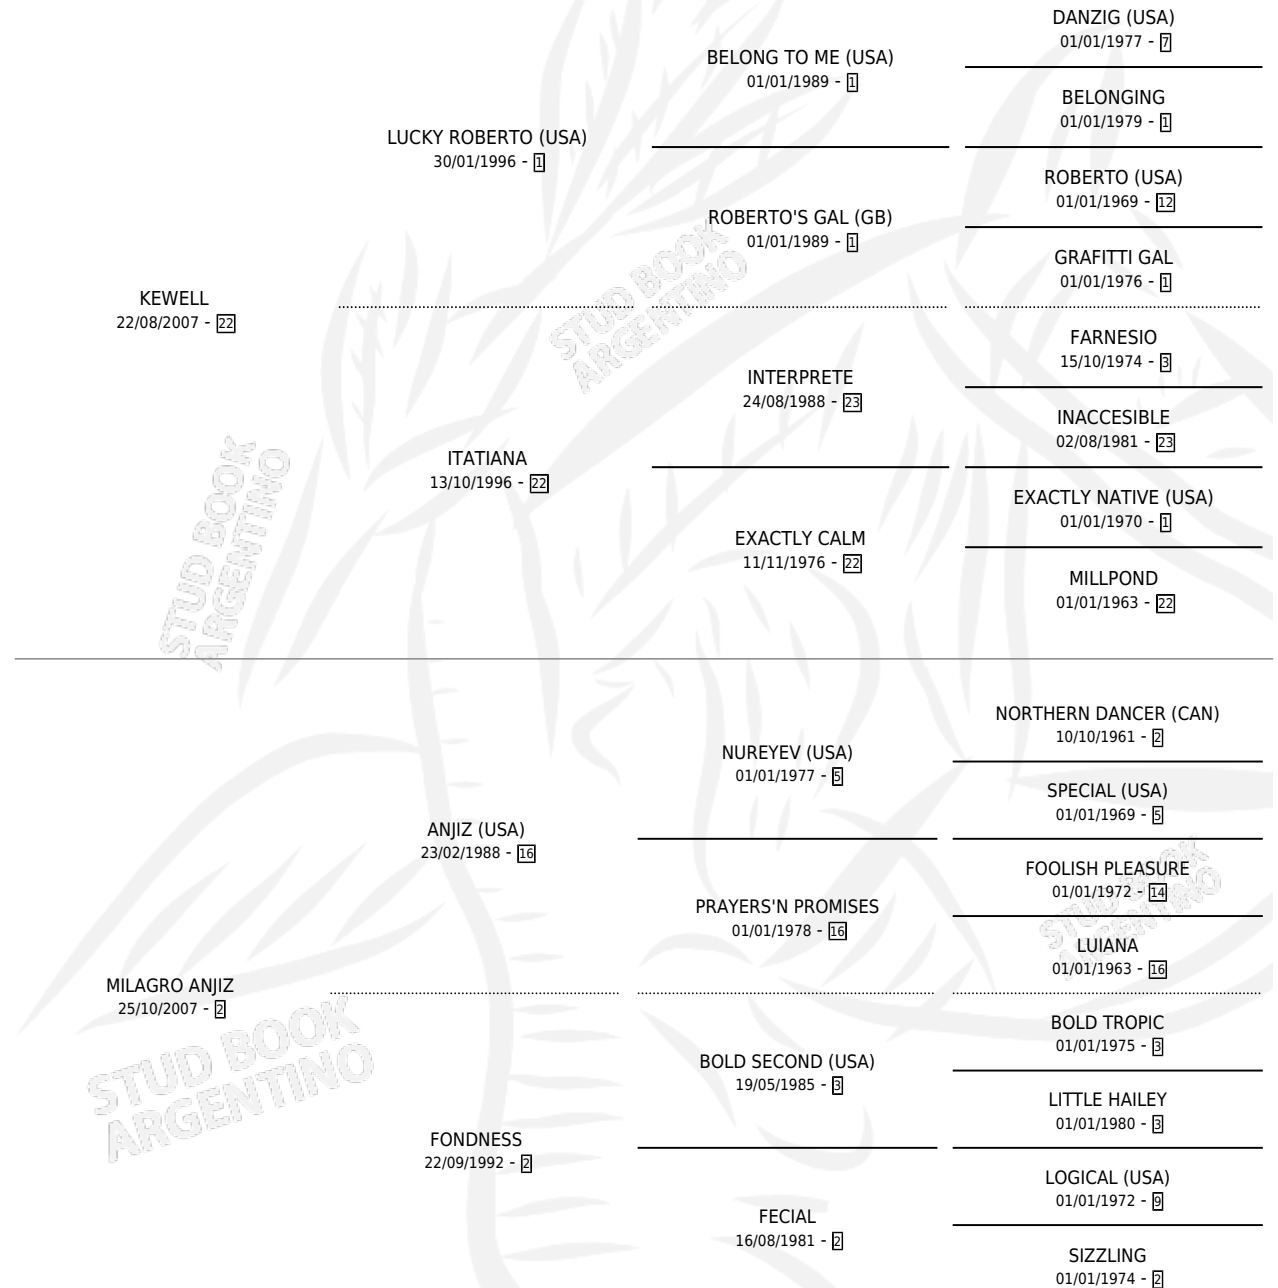 DANZIG (USA)
01/01/1977 - 7
BELONG TO ME (USA)
01/01/1989 - 1
BELONGING
01/01/1979 - 1
LUCKY ROBERTO (USA)
30/01/1996 - 1
ROBERTO (USA)
01/01/1969 - 12
ROBERTO'S GAL (GB)
01/01/1989 - 1
GRAFITTI GAL
01/01/1976 - 1
KEWELL
22/08/2007 - 22
FARNESIO
15/10/1974 - 3
INTERPRETE
24/08/1988 - 23
INACCESIBLE
02/08/1981 - 23
ITATIANA
13/10/1996 - 22
EXACTLY NATIVE (USA)
01/01/1970 - 1
EXACTLY CALM
11/11/1976 - 22
MILLPOND
01/01/1963 - 22
STUD BOOK
ARGENTINO
STUD BOOK
ARGENTINO
NORTHERN DANCER (CAN)
10/10/1961 - 2
NUREYEV (USA)
01/01/1977 - 5
SPECIAL (USA)
01/01/1969 - 5
ANJIZ (USA)
23/02/1988 - 16
FOOLISH PLEASURE
01/01/1972 - 14
PRAYERS'N PROMISES
01/01/1978 - 16
LUIANA
01/01/1963 - 16
STUD BOOK
ARGENTINO
MILAGRO ANJIZ
25/10/2007 - 2
BOLD TROPIC
01/01/1975 - 3
BOLD SECOND (USA)
19/05/1985 - 3
LITTLE HAILEY
01/01/1980 - 3
FONDNESS
22/09/1992 - 2
LOGICAL (USA)
01/01/1972 - 9
FECIAL
16/08/1981 - 2
SIZZLING
01/01/1974 - 2
STUD BOOK
ARGENTINO